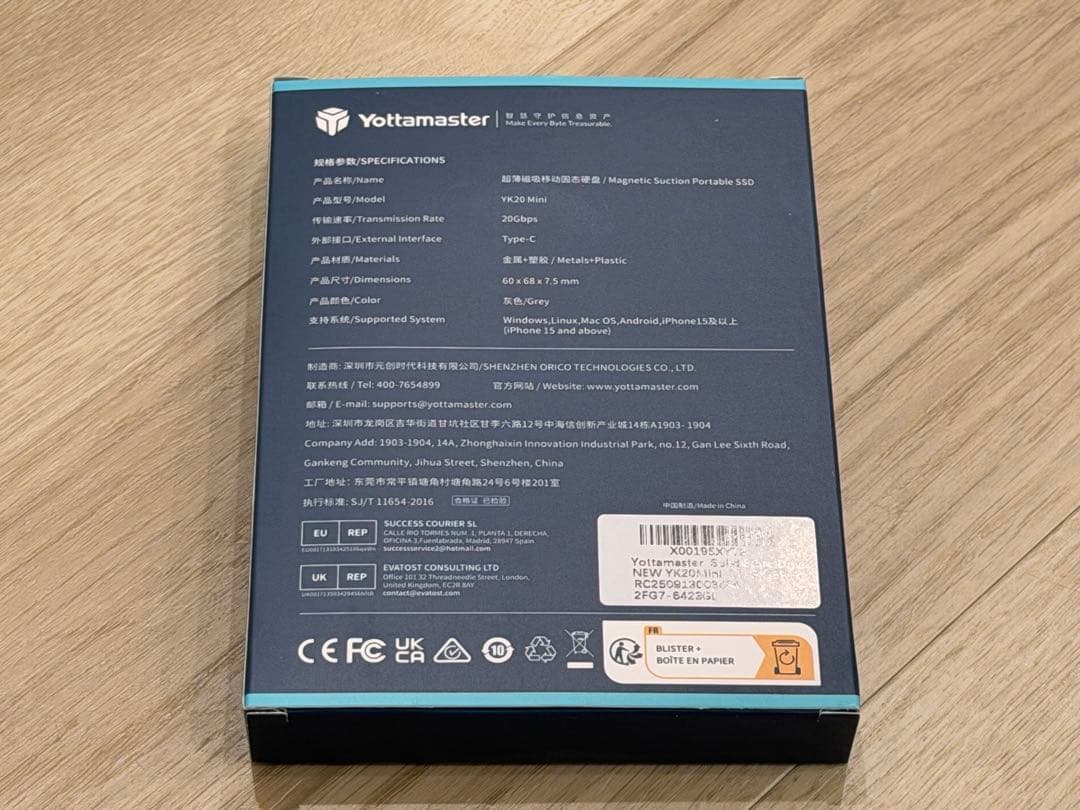 Yottamaster
智慧守护信息资产
Make Every Byte Treasurable.
规格参数/SPECIFICATIONS
产品名称/Name 超薄磁吸移动固态硬盘 / Magnetic Suction Portable SSD
产品型号/Model YK20 Mini
传输速率/Transmission Rate 20Gbps
外部接口/External Interface Type-C
产品材质/Materials 金属+塑胶 / Metals+Plastic
产品尺寸/Dimensions 60 x 68 x 7.5 mm
产品颜色/Color 灰色/Grey
支持系统/Supported System Windows,Linux,Mac OS,Android,iPhone15及以上
(iPhone 15 and above)
制造商: 深圳市元创时代科技有限公司/SHENZHEN ORICO TECHNOLOGIES CO., LTD.
联系热线 / Tel: 400-7654899 官方网站 / Website: www.yottamaster.com
邮箱 / E-mail: supports@yottamaster.com
地址: 深圳市龙岗区吉华街道甘坑社区甘李六路12号中海信创新产业城14栋A1903- 1904
Company Add: 1903-1904, 14A, Zhonghaixin Innovation Industrial Park, no.12, Gan Lee Sixth Road,
Gankeng Community, Jihua Street, Shenzhen, China
工厂地址: 东莞市常平镇塘角村塘角路24号6号楼201室
执行标准: SJ/T 11654-2016 合格证 已检验
中国制造/Made in China
EU REP
SUCCESS COURIER SL
CALLE RIO TORMES NUM. 1, PLANTA 1, DERECHA,
OFICINA 3,Fuenlabrada, Madrid, 28947 Spain
successservice2@hotmail.com
UK REP
EVATOST CONSULTING LTD
Office 101 32 Threadneedle Street, London,
United Kingdom, EC2R 8AY
contact@evatost.com
Yottamaster
NEW YK20Mini
2FG7-6423GL
CE FC UK CA 10
FR
BLISTER +
BOÎTE EN PAPIER